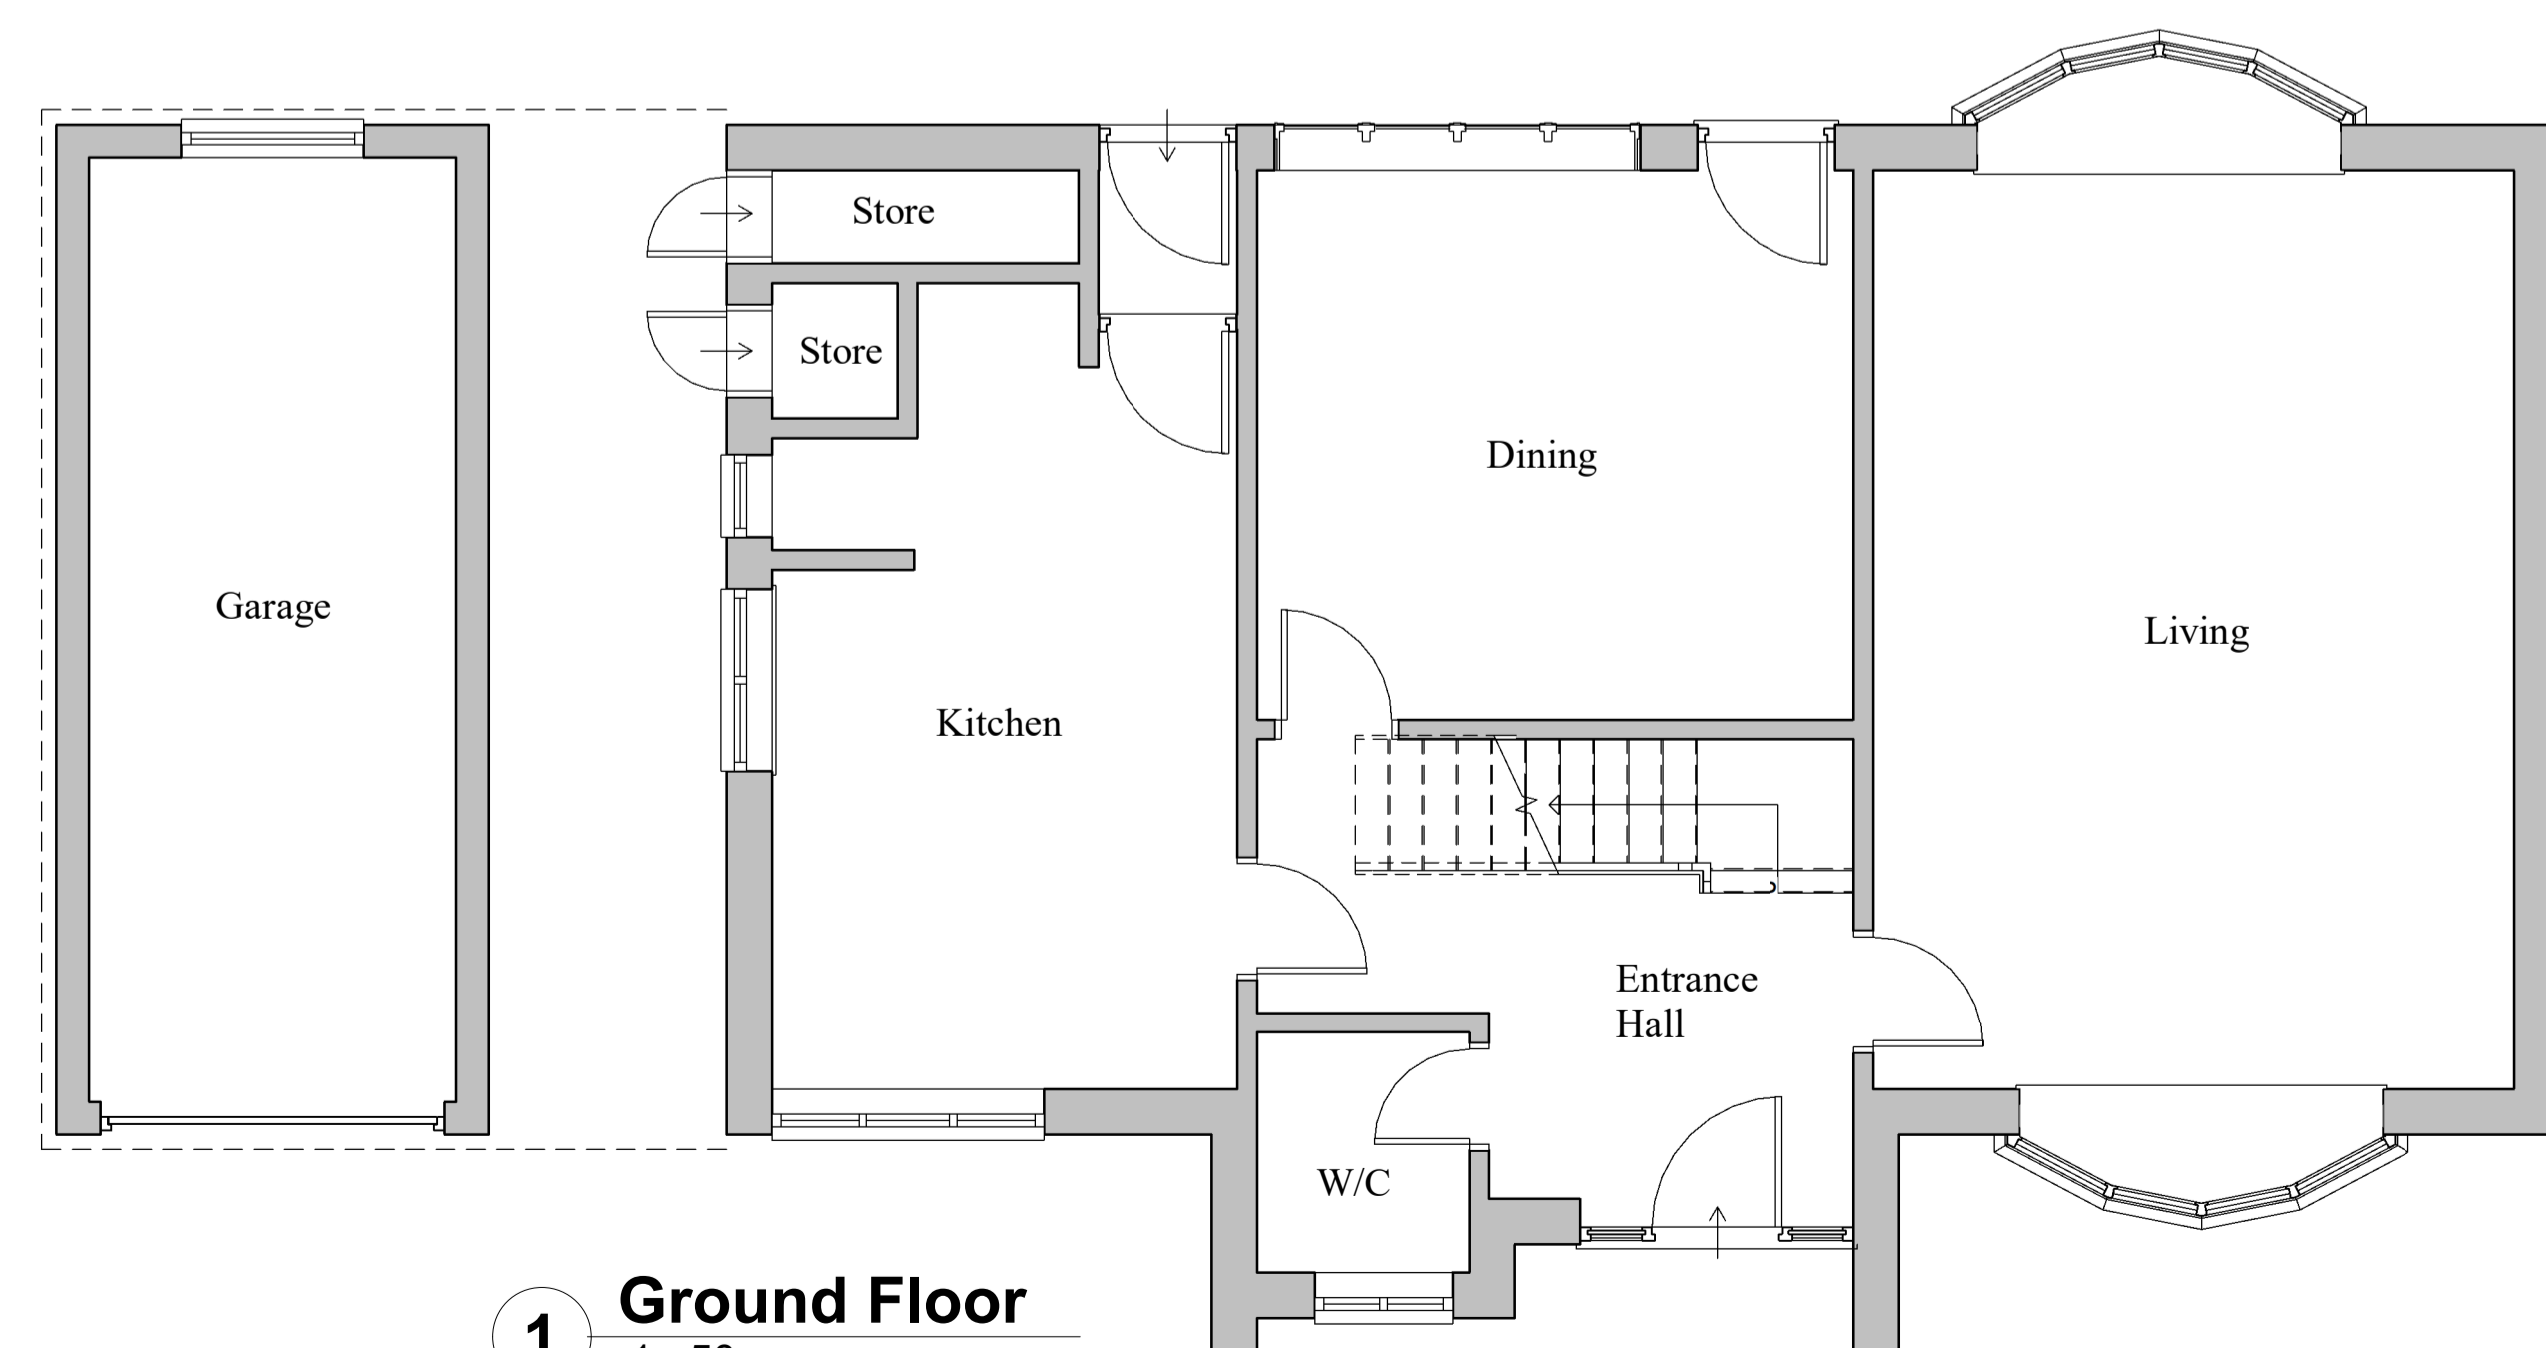 Store
Store
Dining
Garage
Living
Kitchen
Entrance
Hall
W/C
1
Ground Floor